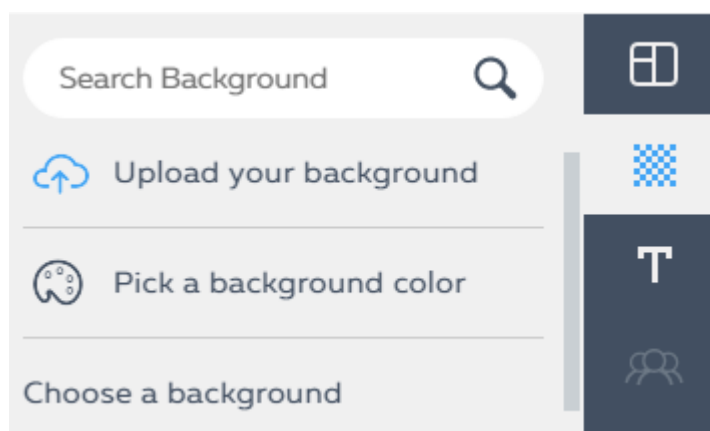 Search Background
Upload your background
Pick a background color
Choose a background
T